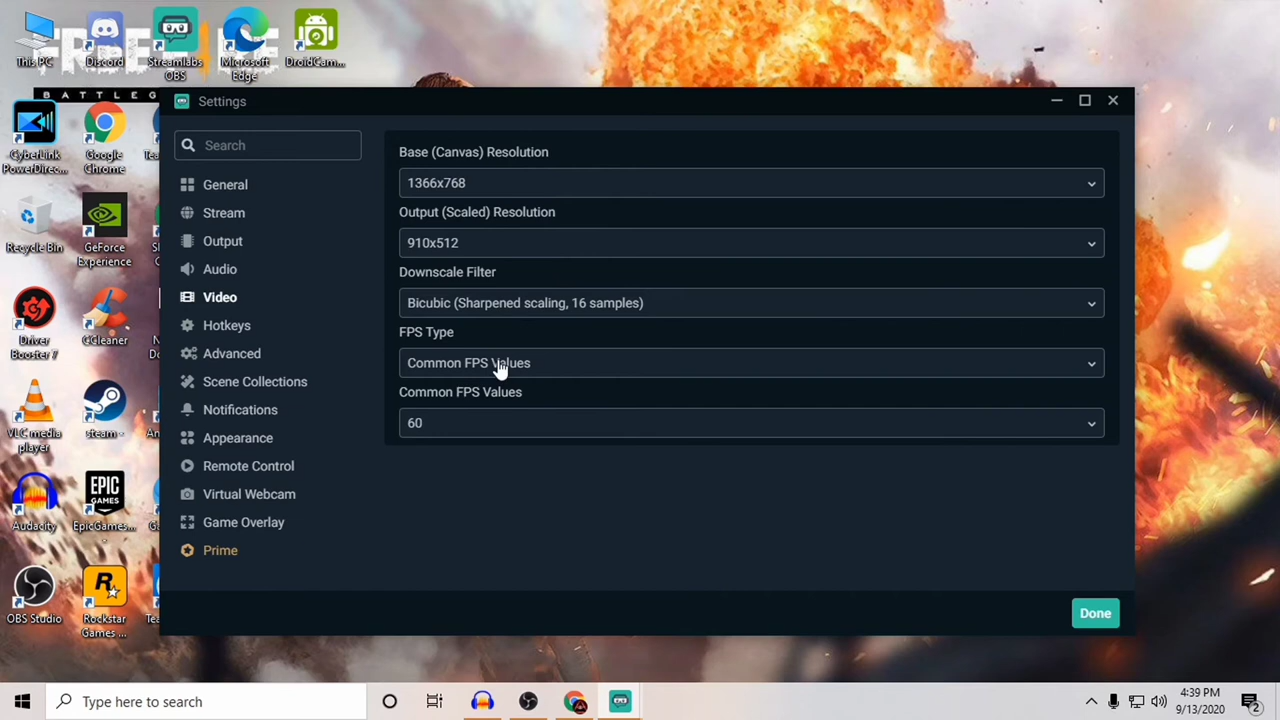 This PC
Discord
Streamlabs
OBS
Microsoft
Edge
DroidCam...
BATTLEG
CyberLink
PowerDirec...
Google
Chrome
Recycle Bin
GeForce
Experience
Driver
Booster 7
CCleaner
VLC media
player
steam -
Audacity
EpicGames...
EPIC
GAMES
OBS Studio
Rockstar
Games ...
Settings
Search
General
Stream
Output
Audio
Video
Hotkeys
Advanced
Scene Collections
Notifications
Appearance
Remote Control
Virtual Webcam
Game Overlay
Prime
Base (Canvas) Resolution
1366x768
Output (Scaled) Resolution
910x512
Downscale Filter
Bicubic (Sharpened scaling, 16 samples)
FPS Type
Common FPS Values
Common FPS Values
60
Done
Type here to search
4:39 PM
9/13/2020
2